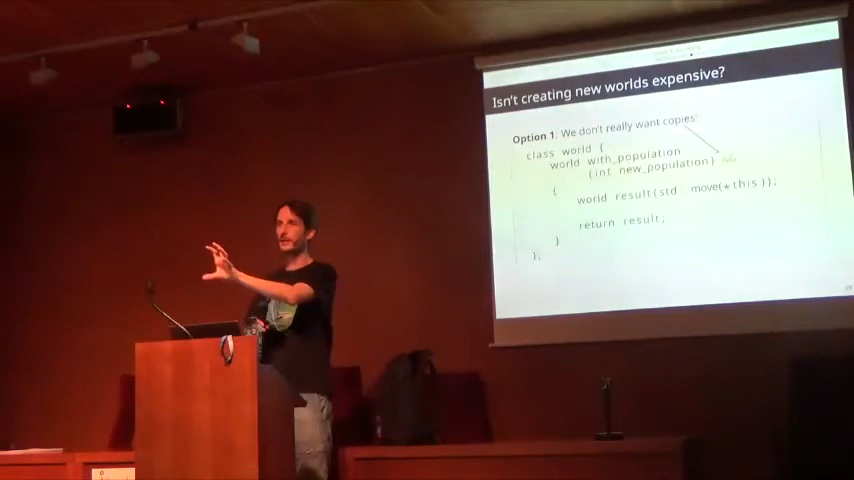 Isn't creating new worlds expensive?
Option 1: We don't really want copies:
class world {
world with_population
(int new_population) &&
{
world result(std::move(*this));
return result;
}
};